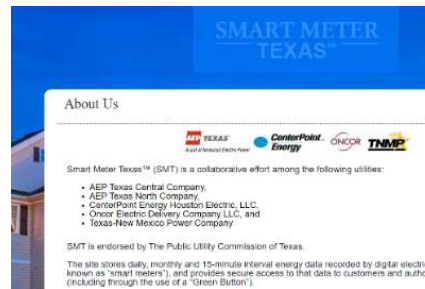 SMART METER
TEXAS™
About Us
AEP TEXAS
CenterPoint.
Energy
ONCOR
TNMP
Smart Meter Texas™ (SMT) is a collaborative effort among the following utilities:
• AEP Texas Central Company,
• AEP Texas North Company,
• CenterPoint Energy Houston Electric, LLC,
• Oncor Electric Delivery Company LLC, and
• Texas-New Mexico Power Company
SMT is endorsed by The Public Utility Commission of Texas.
The site stores daily, monthly and 15-minute interval energy data recorded by digital electri
known as "smart meters"), and provides secure access to that data to customers and autho
(including through the use of a "Green Button").